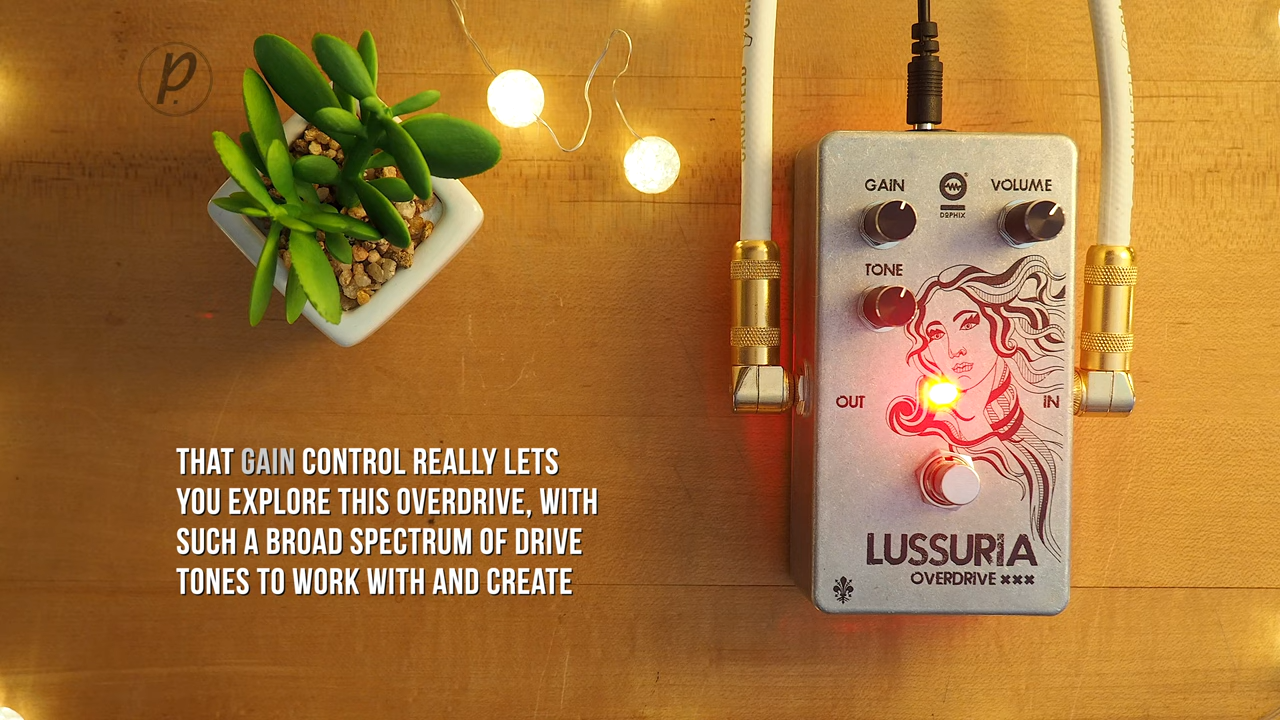 P.
THAT GAIN CONTROL REALLY LETS
YOU EXPLORE THIS OVERDRIVE, WITH
SUCH A BROAD SPECTRUM OF DRIVE
TONES TO WORK WITH AND CREATE
GAIN
VOLUME
DOPHIX
TONE
OUT
IN
LUSSURIA
OVERDRIVE ×××